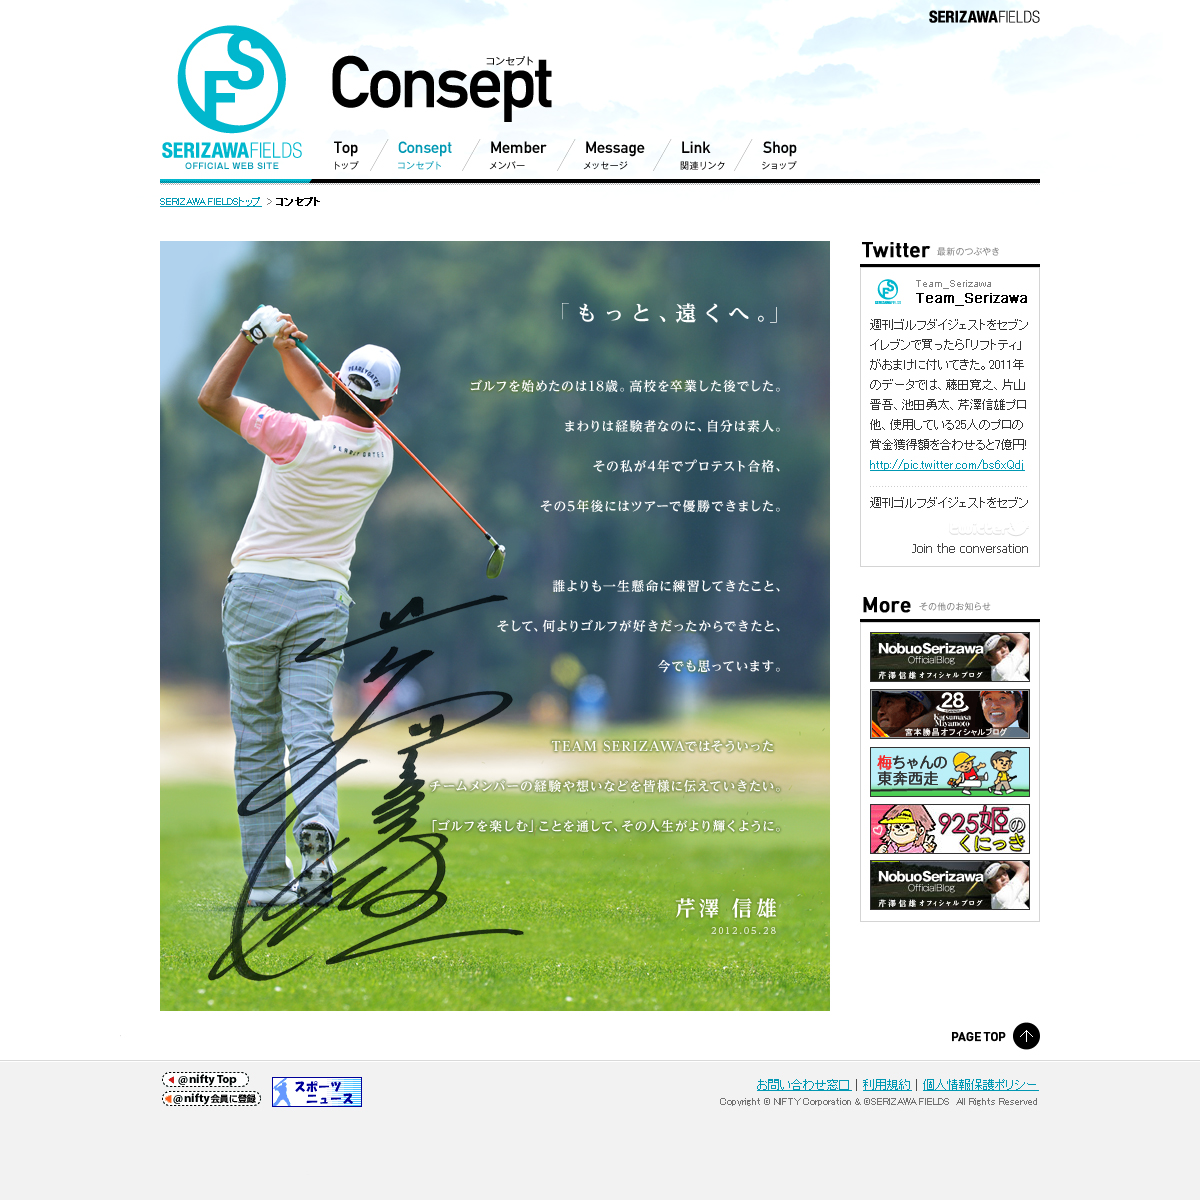 SERIZAWAFIELDS
FS
SERIZAWAFIELDS
OFFICIAL WEB SITE
コンセプト
Consept
Top
トップ
Consept
コンセプト
Member
メンバー
Message
メッセージ
Link
関連リンク
Shop
ショップ
SERIZAWA FIELDSトップ > コンセプト
「もっと、遠くへ。」
ゴルフを始めたのは18歳。高校を卒業した後でした。
まわりは経験者なのに、自分は素人。
その私が4年でプロテスト合格、
その5年後にはツアーで優勝できました。
誰よりも一生懸命に練習してきたこと、
そして、何よりゴルフが好きだったからできたと、
今でも思っています。
TEAM SERIZAWAではそういった
チームメンバーの経験や想いなどを皆様に伝えていきたい。
「ゴルフを楽しむ」ことを通して、その人生がより輝くように。
芹澤 信雄
2012.05.28
PEARLY GATES
Twitter 最新のつぶやき
Team_Serizawa
Team_Serizawa
週刊ゴルフダイジェストをセブン
イレブンで買ったら「リフトティ」
がおまけに付いてきた。2011年
のデータでは、藤田寛之、片山
晋吾、池田勇太、芹澤信雄プロ
他、使用している25人のプロの
賞金獲得額を合わせると7億円!
http://pic.twitter.com/bs6xQdj
週刊ゴルフダイジェストをセブン
twitter
Join the conversation
More その他のお知らせ
NobuoSerizawa
OfficialBlog
芹澤信雄オフィシャルブログ
28
Katsumasa
Miyamoto
宮本勝昌オフィシャルブログ
梅ちゃんの
東奔西走
925姫の
くにっき
NobuoSerizawa
OfficialBlog
芹澤信雄オフィシャルブログ
PAGE TOP
@nifty Top
@nifty会員に登録
スポーツ
ニュース
お問い合わせ窓口 | 利用規約 | 個人情報保護ポリシー
Copyright © NIFTY Corporation & ©SERIZAWA FIELDS All Rights Reserved